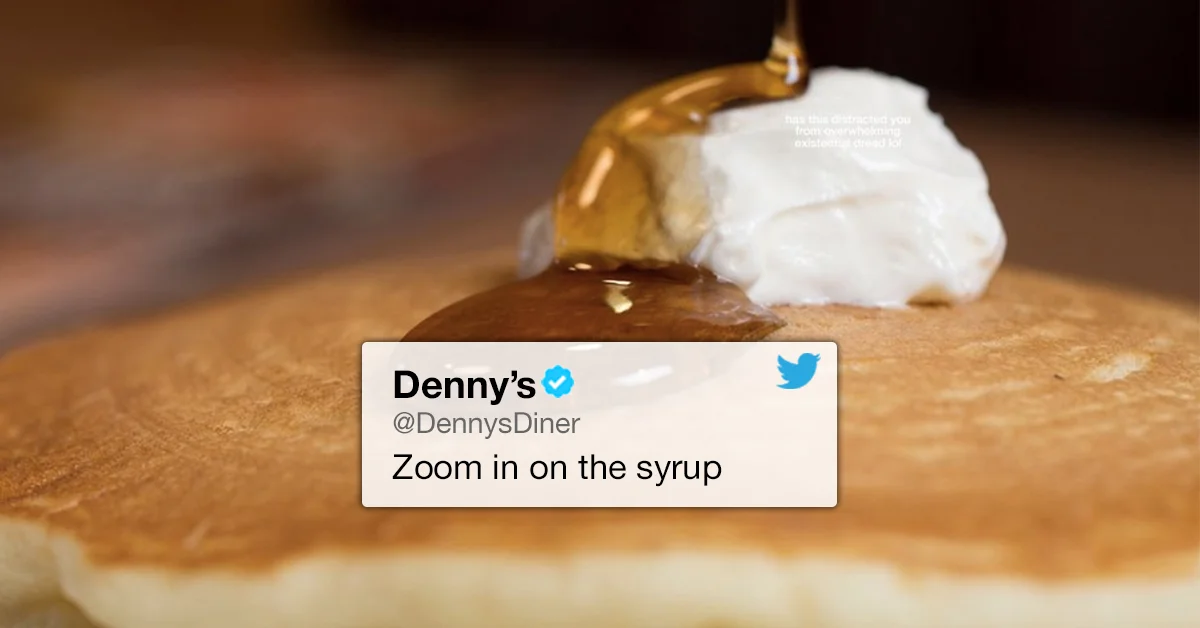 has this distracted you
from overwhelming
existential dread lol
Denny's
@DennysDiner
Zoom in on the syrup